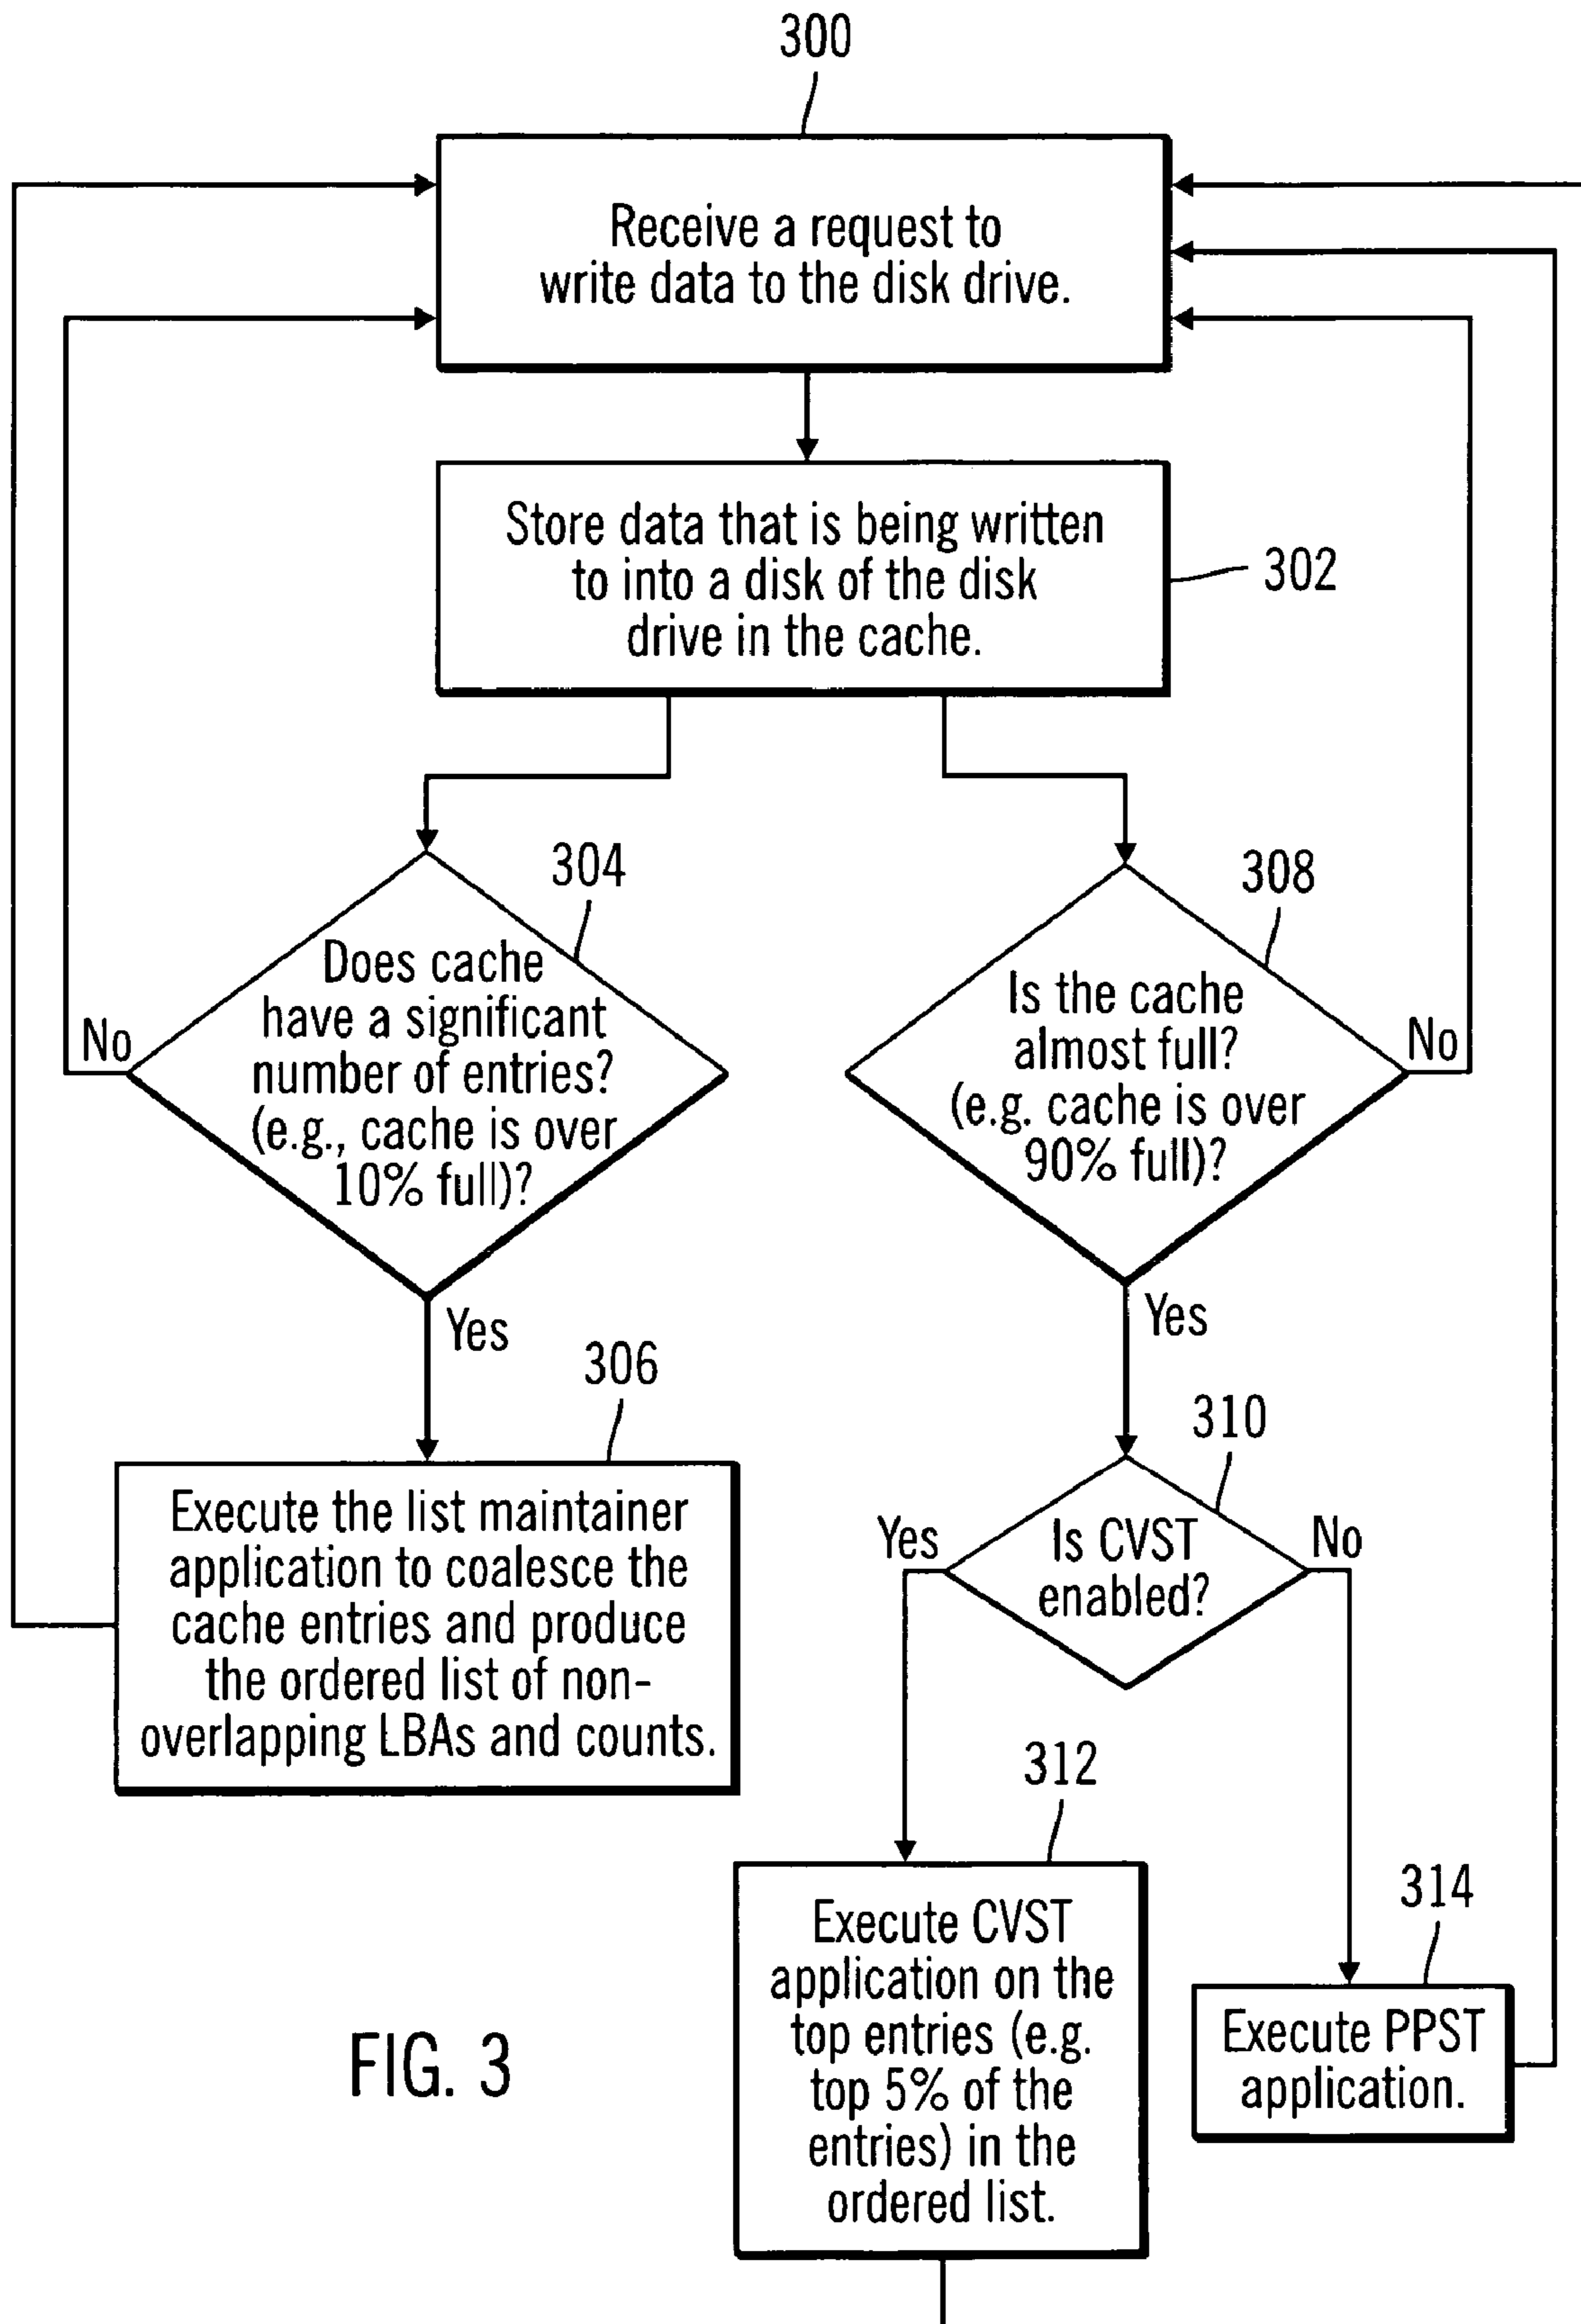 300
Receive a request to
write data to the disk drive.
Store data that is being written
to into a disk of the disk
drive in the cache.
302
304
Does cache
have a significant
number of entries?
(e.g., cache is over
10% full)?
No
Yes
308
Is the cache
almost full?
(e.g. cache is over
90% full)?
No
Yes
306
Execute the list maintainer
application to coalesce the
cache entries and produce
the ordered list of non-
overlapping LBAs and counts.
310
Is CVST
enabled?
Yes
No
312
Execute CVST
application on the
top entries (e.g.
top 5% of the
entries) in the
ordered list.
314
Execute PPST
application.
FIG. 3